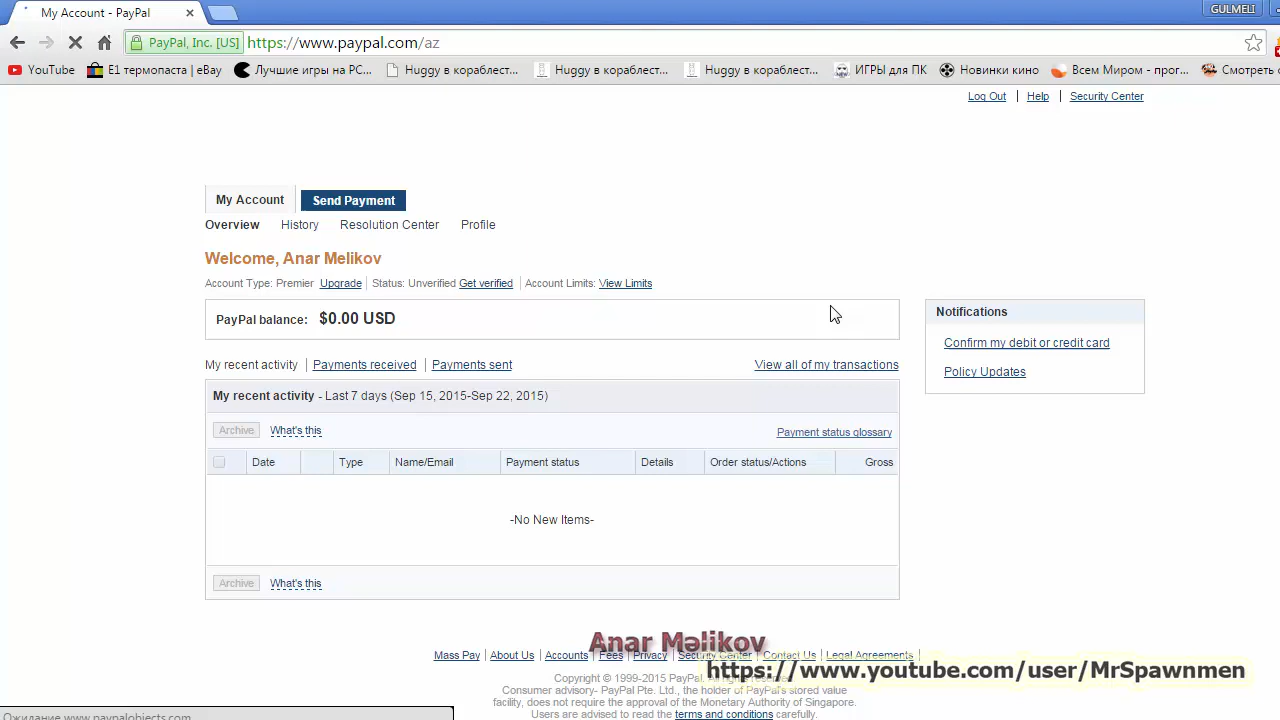 My Account - PayPal
GULMELI
PayPal, Inc. [US] https://www.paypal.com/az
YouTube E1 термопаста | eBay Лучшие игры на PC... Huggy в кораблест... Huggy в кораблест... Huggy в кораблест... ИГРЫ для ПК Новинки кино Всем Миром - прог... Смотреть
Log Out Help Security Center
My Account Send Payment
Overview History Resolution Center Profile
Welcome, Anar Melikov
Account Type: Premier Upgrade Status: Unverified Get verified Account Limits: View Limits
PayPal balance: $0.00 USD
Notifications
Confirm my debit or credit card
Policy Updates
My recent activity Payments received Payments sent View all of my transactions
My recent activity - Last 7 days (Sep 15, 2015-Sep 22, 2015)
Archive What's this Payment status glossary
Date Type Name/Email Payment status Details Order status/Actions Gross
-No New Items-
Archive What's this
Anar Məlikov
Mass Pay About Us Accounts Fees Privacy Security Center Contact Us Legal Agreements
https://www.youtube.com/user/MrSpawnmen
Copyright © 1999-2015 PayPal. All rights
Consumer advisory- PayPal Pte. Ltd., the holder of PayPal's stored value
facility, does not require the approval of the Monetary Authority of Singapore.
Users are advised to read the terms and conditions carefully.
Ожидание www.paypalobjects.com